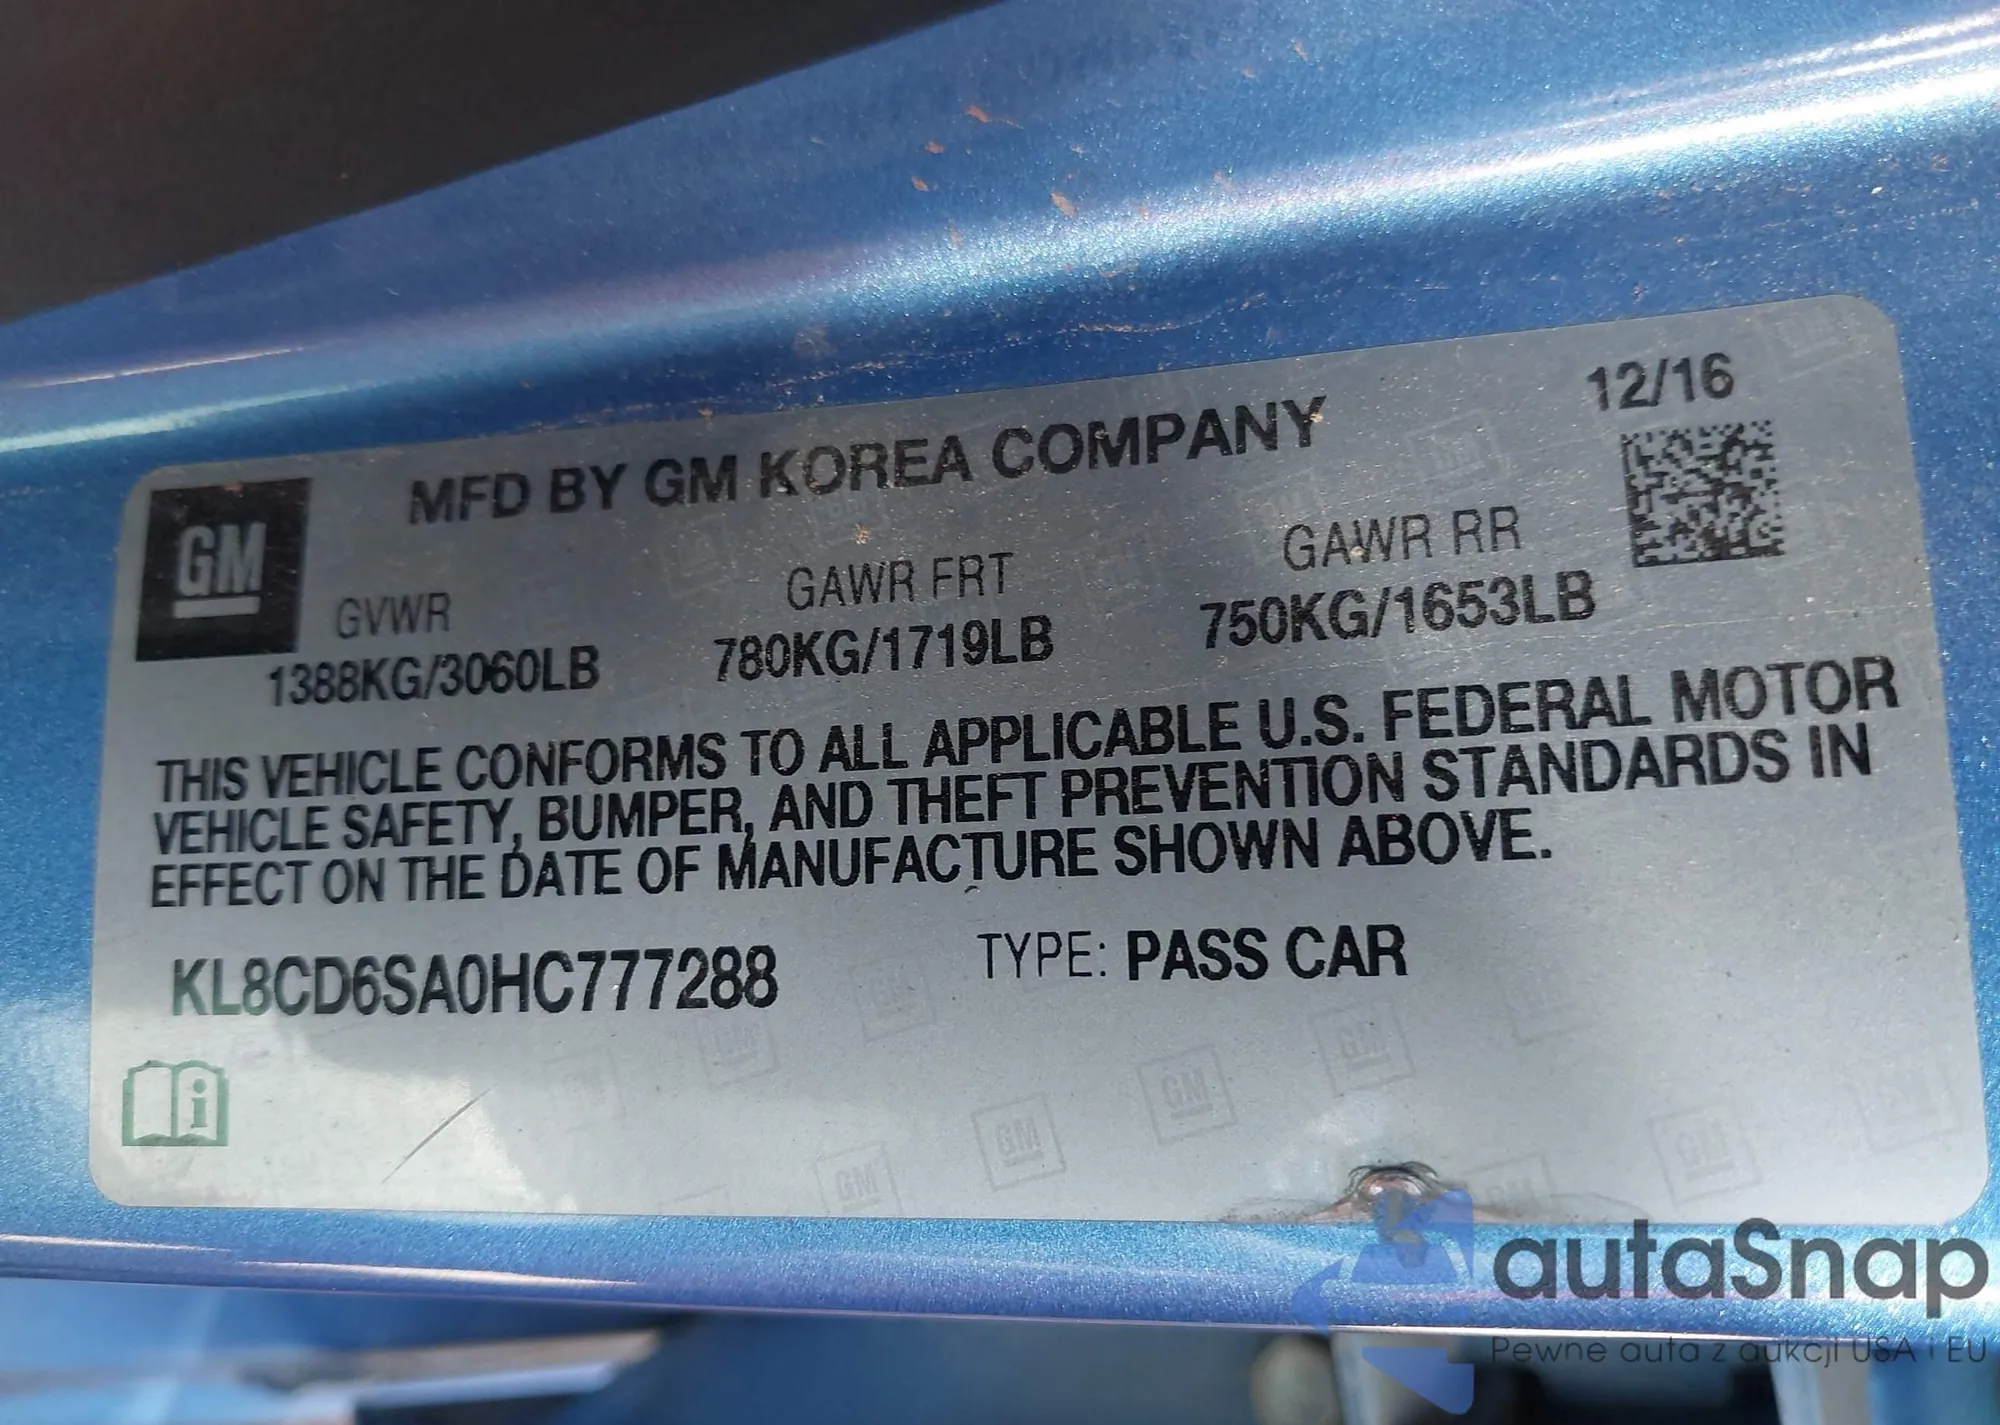 12/16
MFD BY GM KOREA COMPANY
GM
GVWR
GAWR FRT
GAWR RR
1388KG/3060LB
780KG/1719LB
750KG/1653LB
THIS VEHICLE CONFORMS TO ALL APPLICABLE U.S. FEDERAL MOTOR
VEHICLE SAFETY, BUMPER, AND THEFT PREVENTION STANDARDS IN
EFFECT ON THE DATE OF MANUFACTURE SHOWN ABOVE.
KL8CD6SA0HC777288
TYPE: PASS CAR
i
autaSnap
Pewne auta z aukcji USA i EU